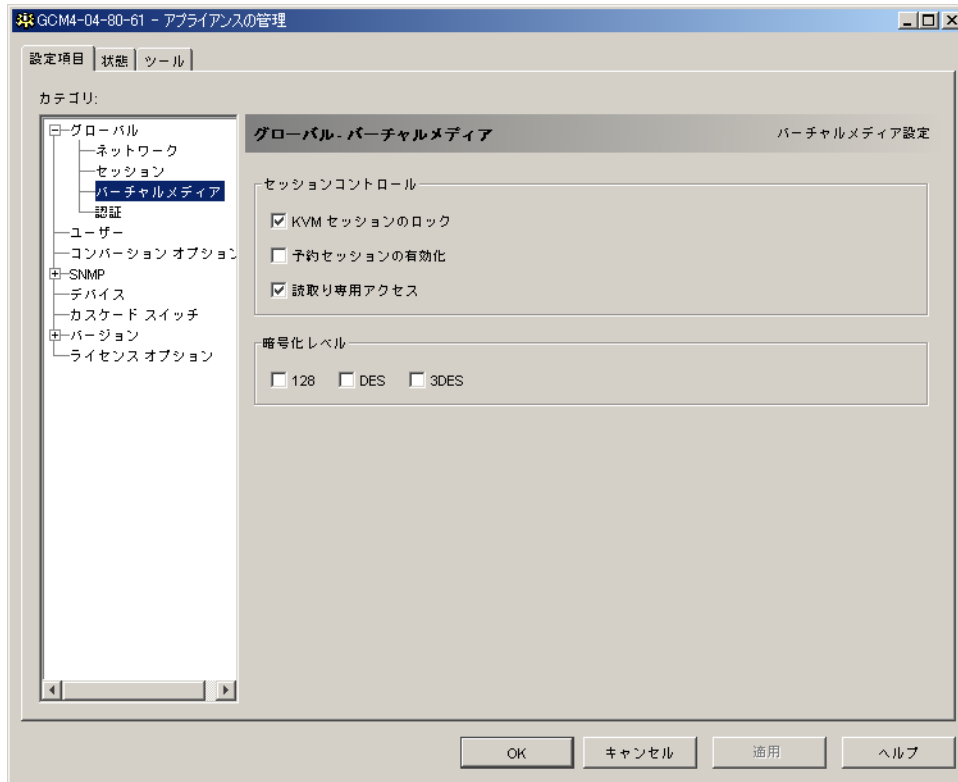 GCM4-04-80-61 - アプライアンスの管理
設定項目 状態 ツール
カテゴリ:
グローバル
ネットワーク
セッション
バーチャルメディア
認証
ユーザー
コンバーション オプション
SNMP
デバイス
カスケード スイッチ
バージョン
ライセンス オプション
グローバル - バーチャルメディア バーチャルメディア設定
セッションコントロール
KVM セッションのロック
予約セッションの有効化
読取り専用アクセス
暗号化レベル
128 DES 3DES
OK キャンセル 適用 ヘルプ